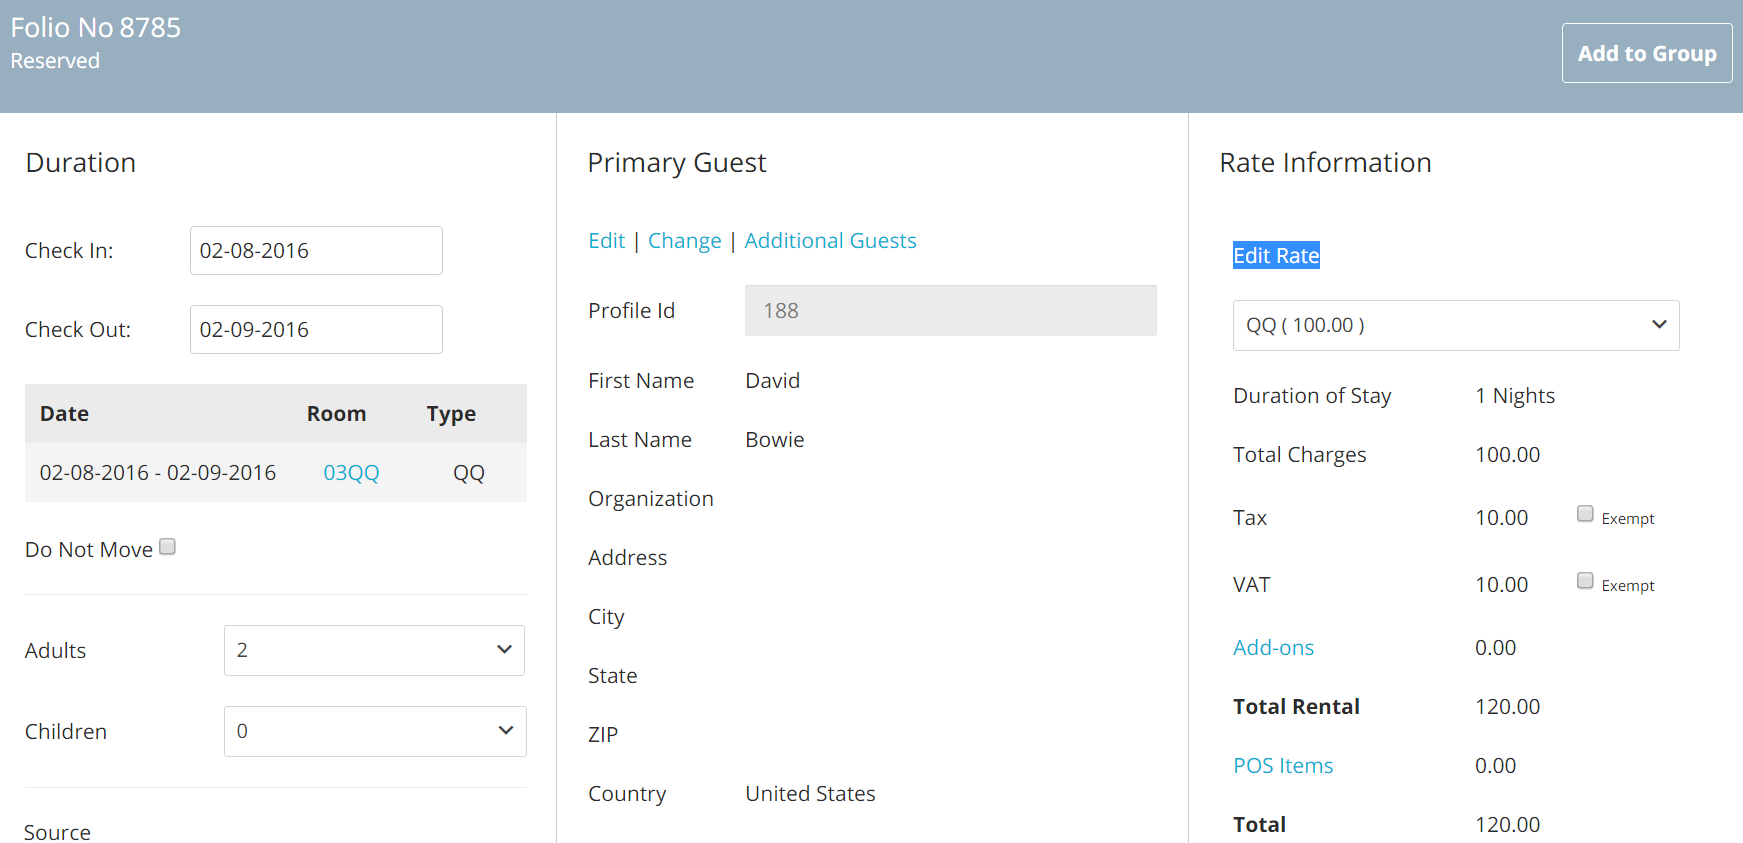 Folio No 8785
Reserved
Add to Group
Duration
Check In: 02-08-2016
Check Out: 02-09-2016
Date Room Type
02-08-2016 - 02-09-2016 03QQ QQ
Do Not Move
Adults 2
Children 0
Source
Primary Guest
Edit | Change | Additional Guests
Profile Id 188
First Name David
Last Name Bowie
Organization
Address
City
State
ZIP
Country United States
Rate Information
Edit Rate
QQ ( 100.00 )
Duration of Stay 1 Nights
Total Charges 100.00
Tax 10.00 Exempt
VAT 10.00 Exempt
Add-ons 0.00
Total Rental 120.00
POS Items 0.00
Total 120.00